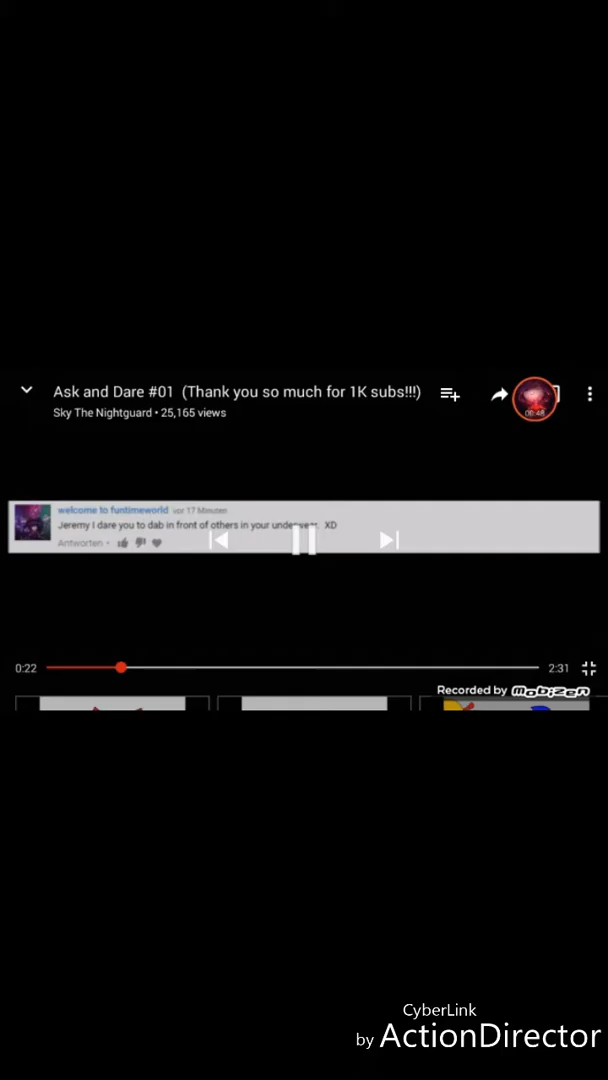 Ask and Dare #01 (Thank you so much for 1K subs!!!)
Sky The Nightguard • 25,165 views
00:48
welcome to funtimeworld vor 17 Minuten
Jeremy I dare you to dab in front of others in your underwear. XD
Antworten •
0:22
2:31
Recorded by Mobizen
CyberLink
by ActionDirector